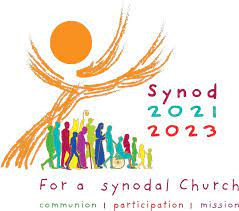 Synod
2021
2023
For a synodal Church
communion | participation | mission